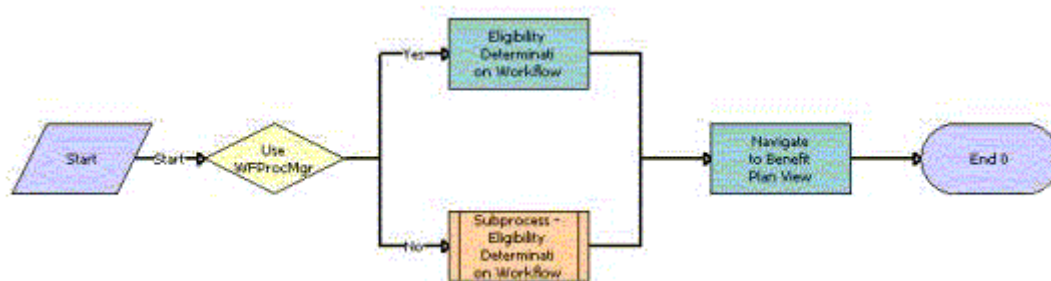 Start
Start
Use
WFProcMgr
Yes
Eligibility
Determinati
on Workflow
No
Subprocess -
Eligibility
Determinati
on Workflow
Navigate
to Benefit
Plan View
End 0